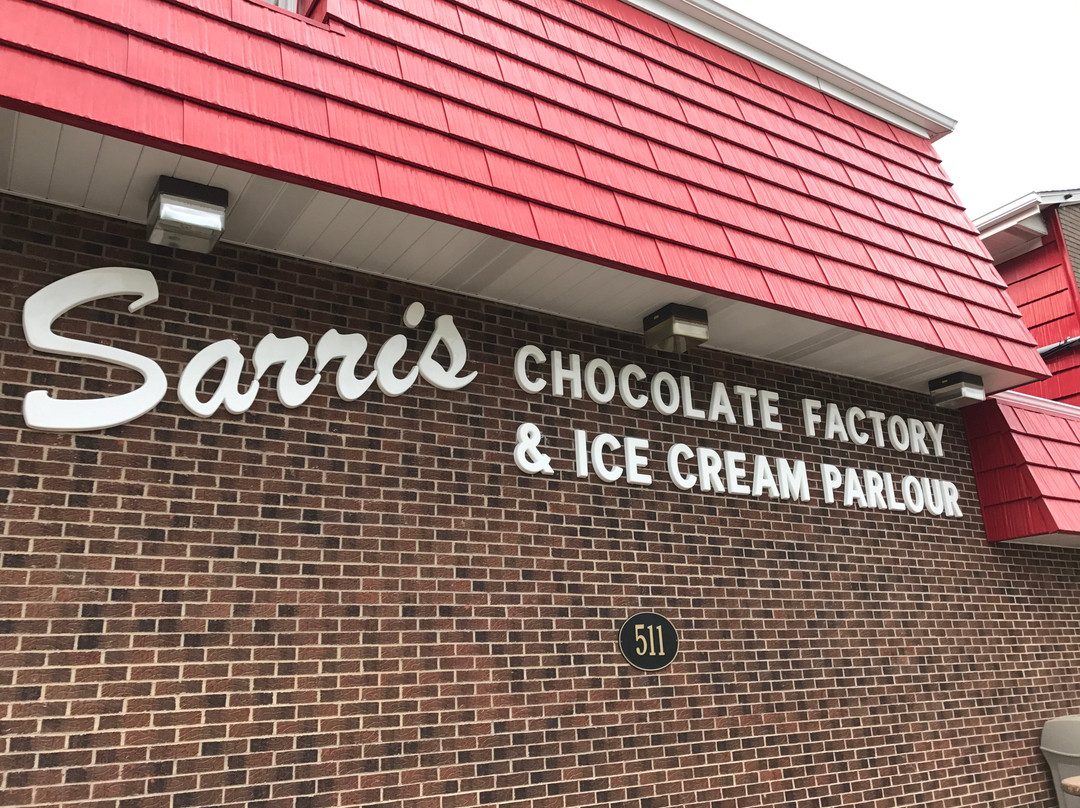 Sarris CHOCOLATE FACTORY
& ICE CREAM PARLOUR
511